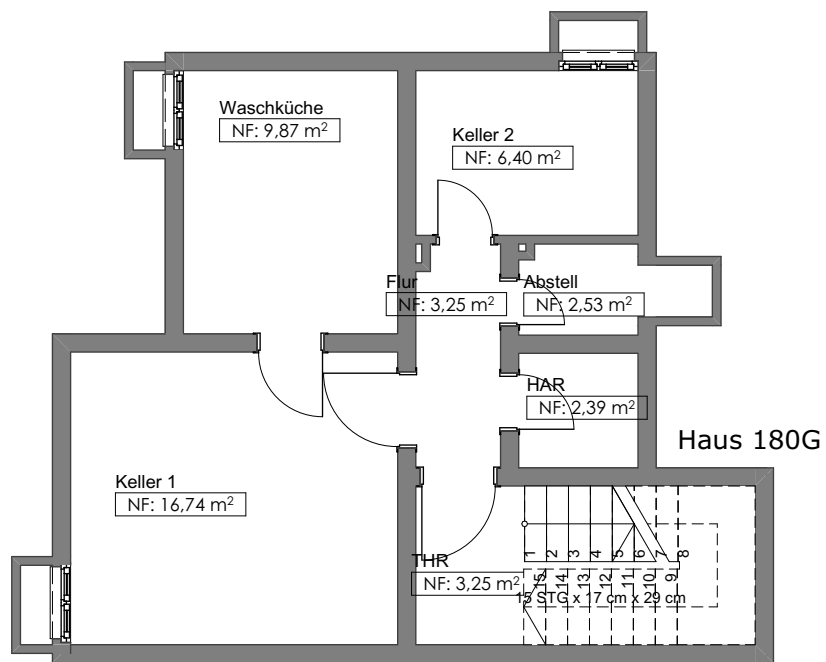 Waschküche
NF: 9,87 m²
Keller 2
NF: 6,40 m²
Flur
NF: 3,25 m²
Abstell
NF: 2,53 m²
HAR
NF: 2,39 m²
Haus 180G
Keller 1
NF: 16,74 m²
THR
NF: 3,25 m²
1 2 3 4 5 6 7 8
15 14 13 12 11 10 9
15 STG x 17 cm x 29 cm